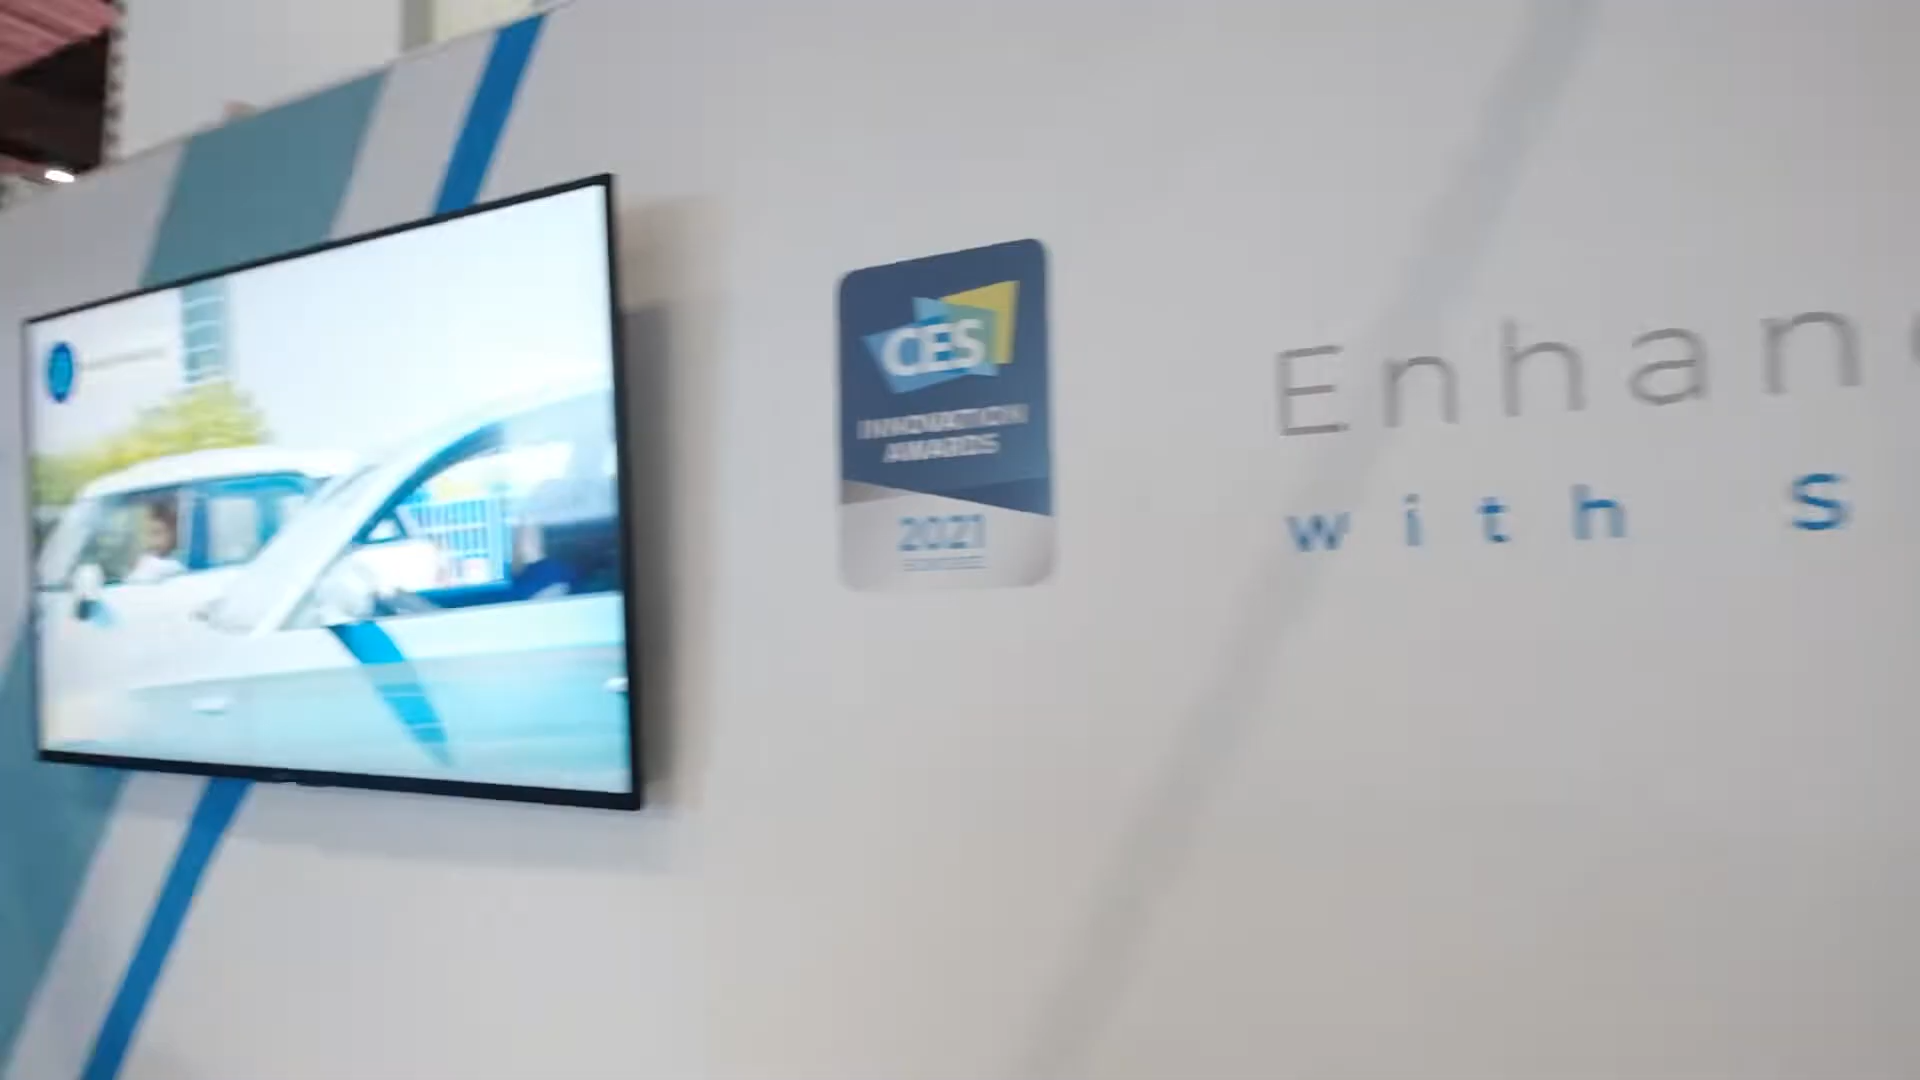 CES
INNOVATION
AWARDS
2021
Enhan
with S